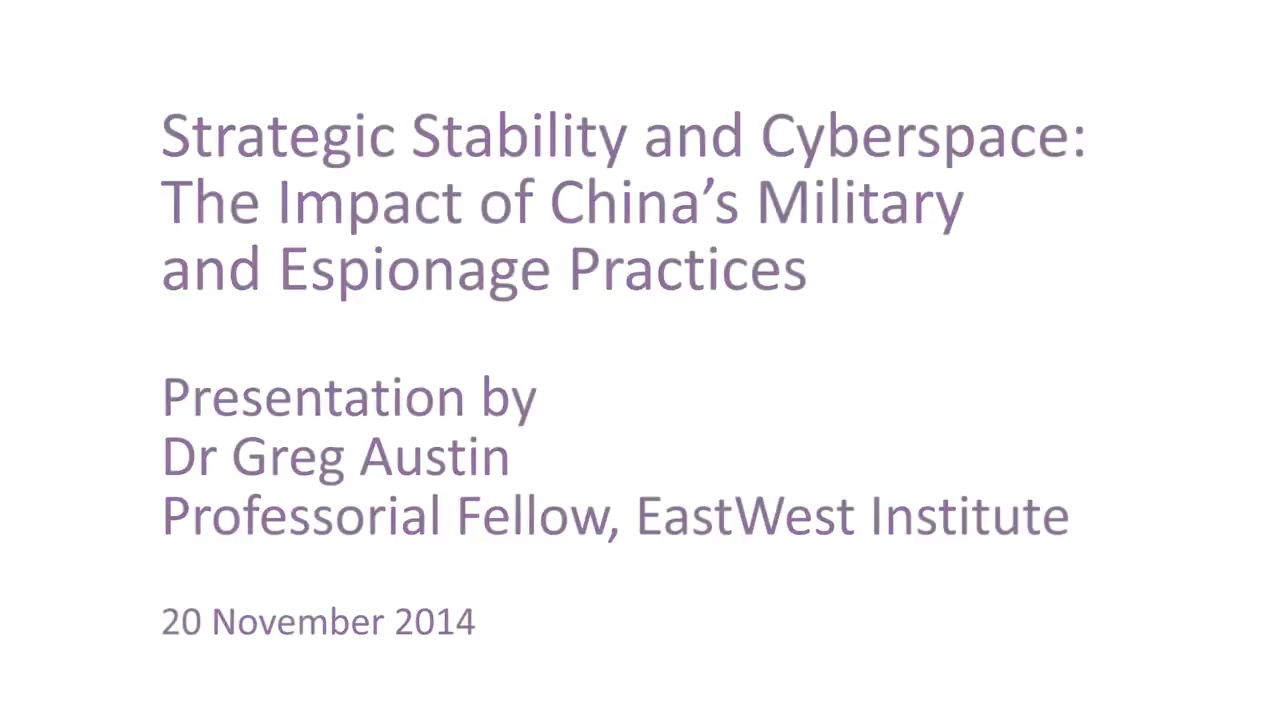 Strategic Stability and Cyberspace:
The Impact of China’s Military
and Espionage Practices
Presentation by
Dr Greg Austin
Professorial Fellow, EastWest Institute
20 November 2014